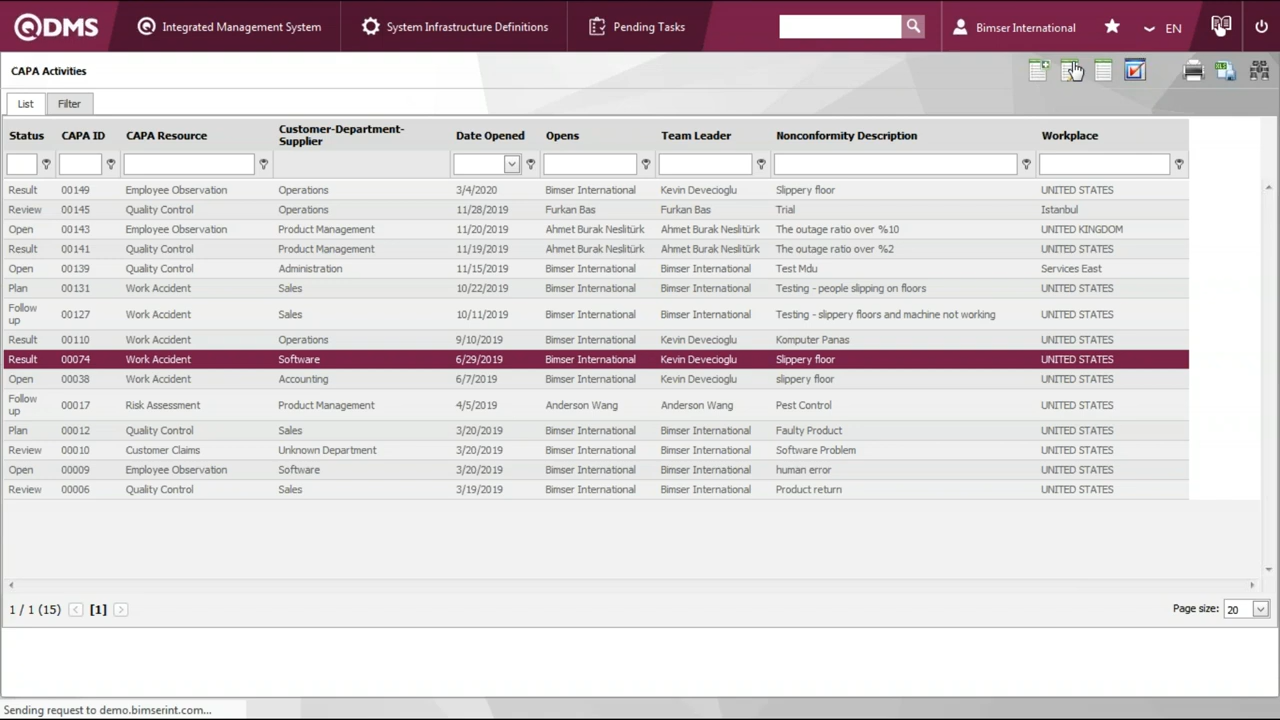 QDMS Integrated Management System System Infrastructure Definitions Pending Tasks Bimser International EN
CAPA Activities
List Filter
Status CAPA ID CAPA Resource Customer-Department-Supplier Date Opened Opens Team Leader Nonconformity Description Workplace
Result 00149 Employee Observation Operations 3/4/2020 Bimser International Kevin Devecioglu Slippery floor UNITED STATES
Review 00145 Quality Control Operations 11/28/2019 Furkan Bas Furkan Bas Trial Istanbul
Open 00143 Employee Observation Product Management 11/20/2019 Ahmet Burak Neslitürk Ahmet Burak Neslitürk The outage ratio over %10 UNITED KINGDOM
Result 00141 Quality Control Product Management 11/19/2019 Ahmet Burak Neslitürk Ahmet Burak Neslitürk The outage ratio over %2 UNITED STATES
Open 00139 Quality Control Administration 11/15/2019 Bimser International Bimser International Test Mdu Services East
Plan 00131 Work Accident Sales 10/22/2019 Bimser International Bimser International Testing - people slipping on floors UNITED STATES
Follow up 00127 Work Accident Sales 10/11/2019 Bimser International Bimser International Testing - slippery floors and machine not working UNITED STATES
Result 00110 Work Accident Operations 9/10/2019 Bimser International Kevin Devecioglu Komputer Panas UNITED STATES
Result 00074 Work Accident Software 6/29/2019 Bimser International Kevin Devecioglu Slippery floor UNITED STATES
Open 00038 Work Accident Accounting 6/7/2019 Bimser International Kevin Devecioglu slippery floor UNITED STATES
Follow up 00017 Risk Assessment Product Management 4/5/2019 Anderson Wang Anderson Wang Pest Control UNITED STATES
Plan 00012 Quality Control Sales 3/20/2019 Bimser International Bimser International Faulty Product UNITED STATES
Review 00010 Customer Claims Unknown Department 3/20/2019 Bimser International Bimser International Software Problem UNITED STATES
Open 00009 Employee Observation Software 3/20/2019 Bimser International Bimser International human error UNITED STATES
Review 00006 Quality Control Sales 3/19/2019 Bimser International Bimser International Product return UNITED STATES
1 / 1 (15) [1] Page size: 20
Sending request to demo.bimserint.com...